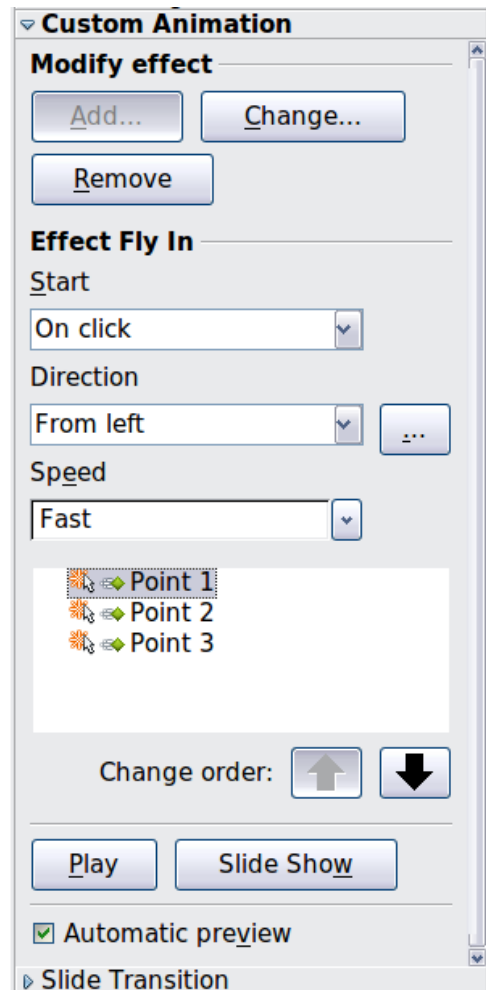 Custom Animation
Modify effect
Add... Change...
Remove
Effect Fly In
Start
On click
Direction
From left ...
Speed
Fast
Point 1
Point 2
Point 3
Change order:
Play Slide Show
Automatic preview
Slide Transition